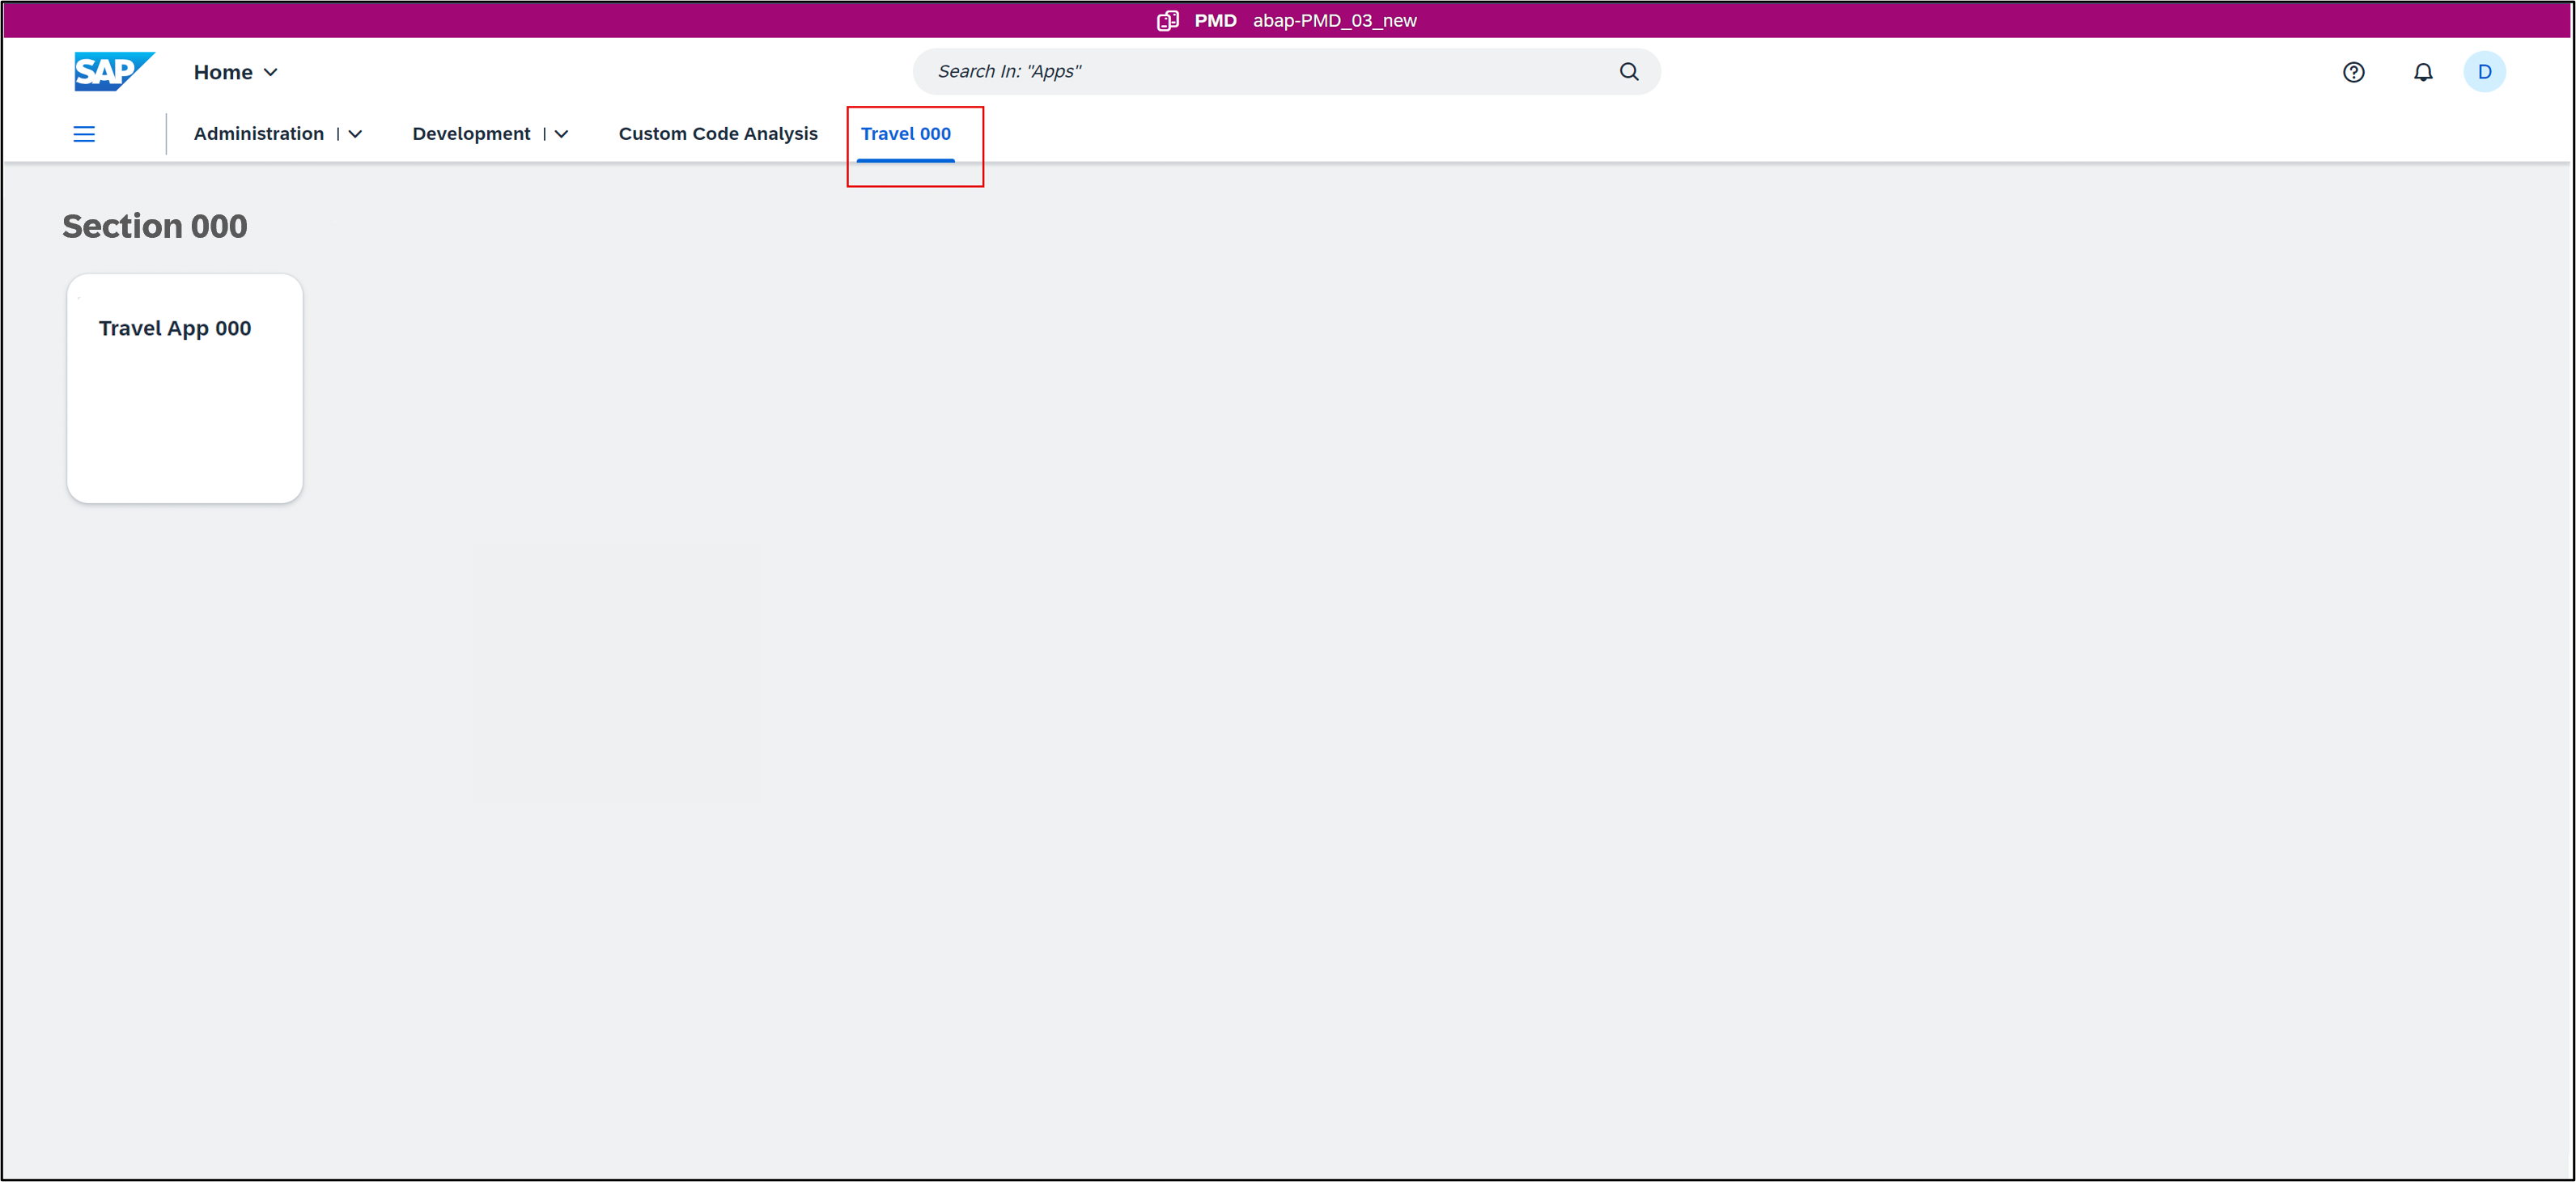 PMD abap-PMD_03_new
SAP Home Search In: "Apps" D
Administration Development Custom Code Analysis Travel 000
Section 000
Travel App 000